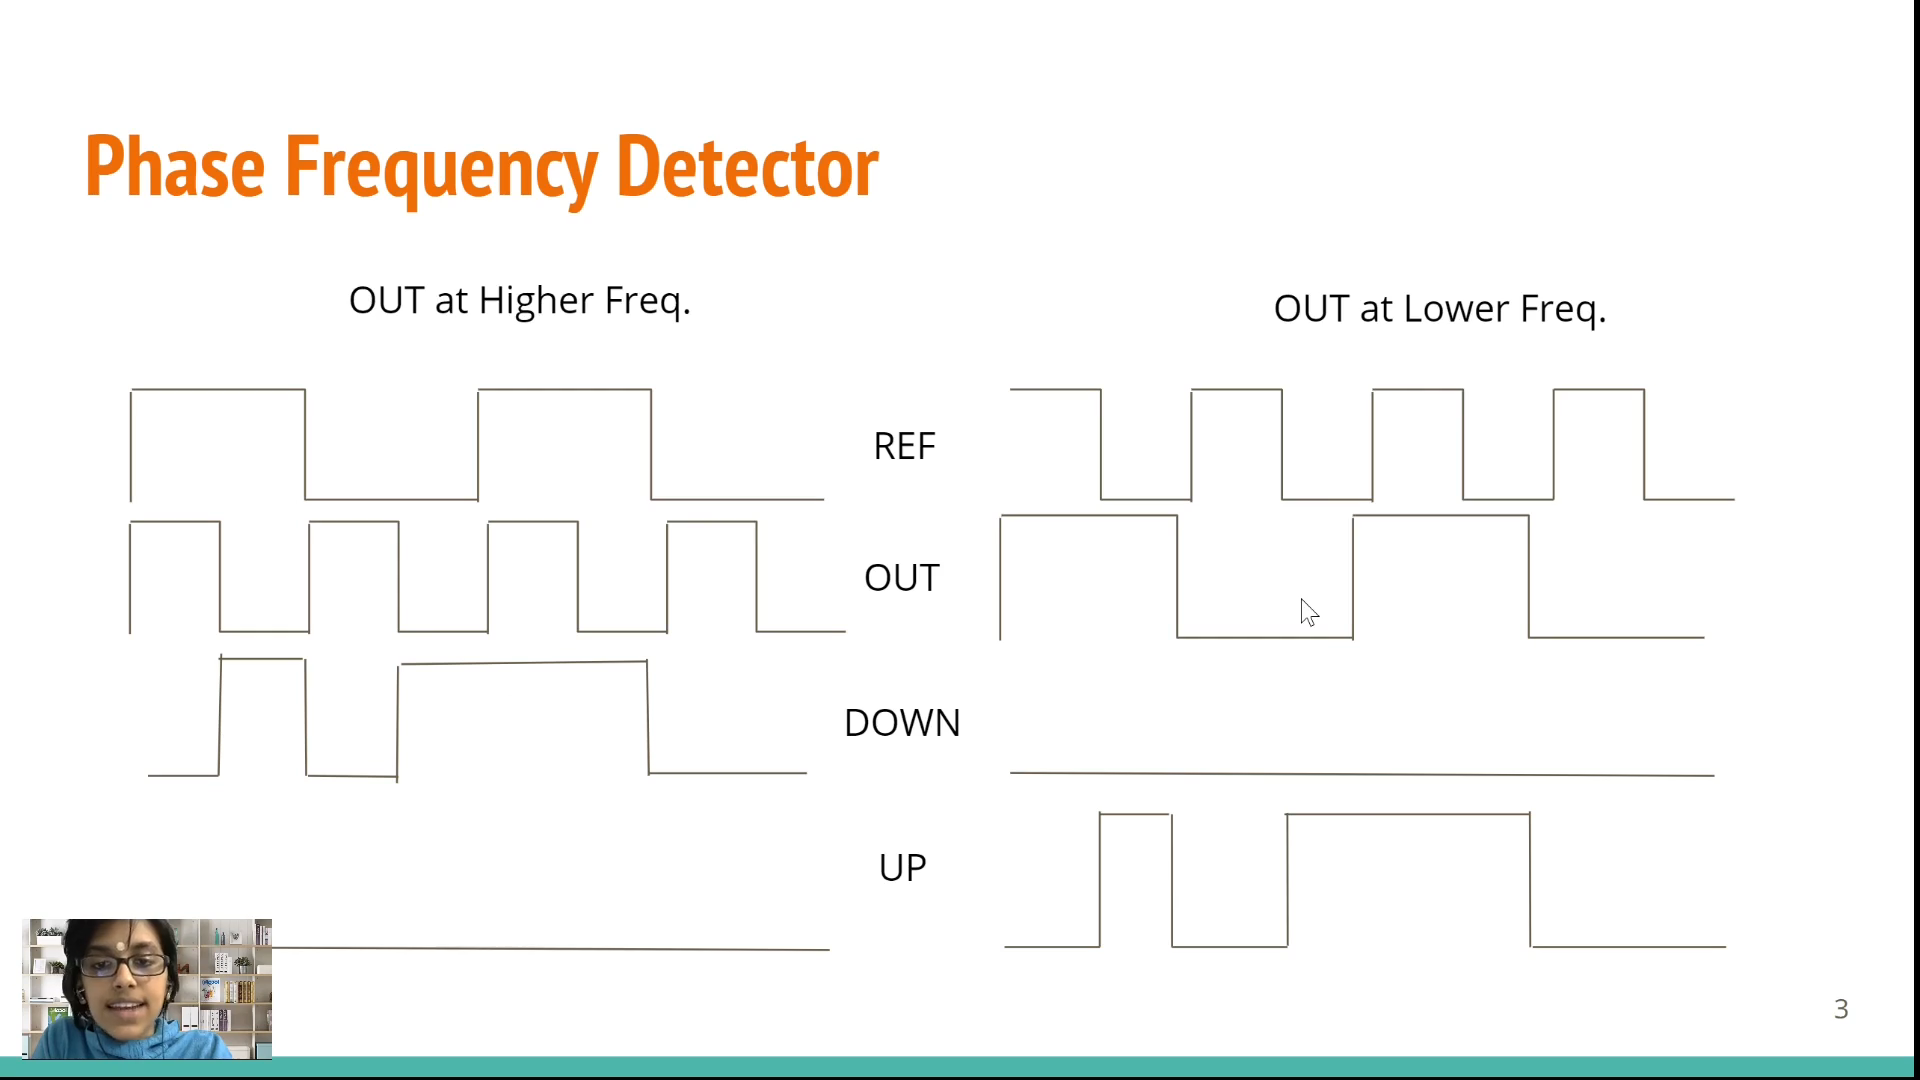 Phase Frequency Detector
OUT at Higher Freq.
OUT at Lower Freq.
REF
OUT
DOWN
UP
3